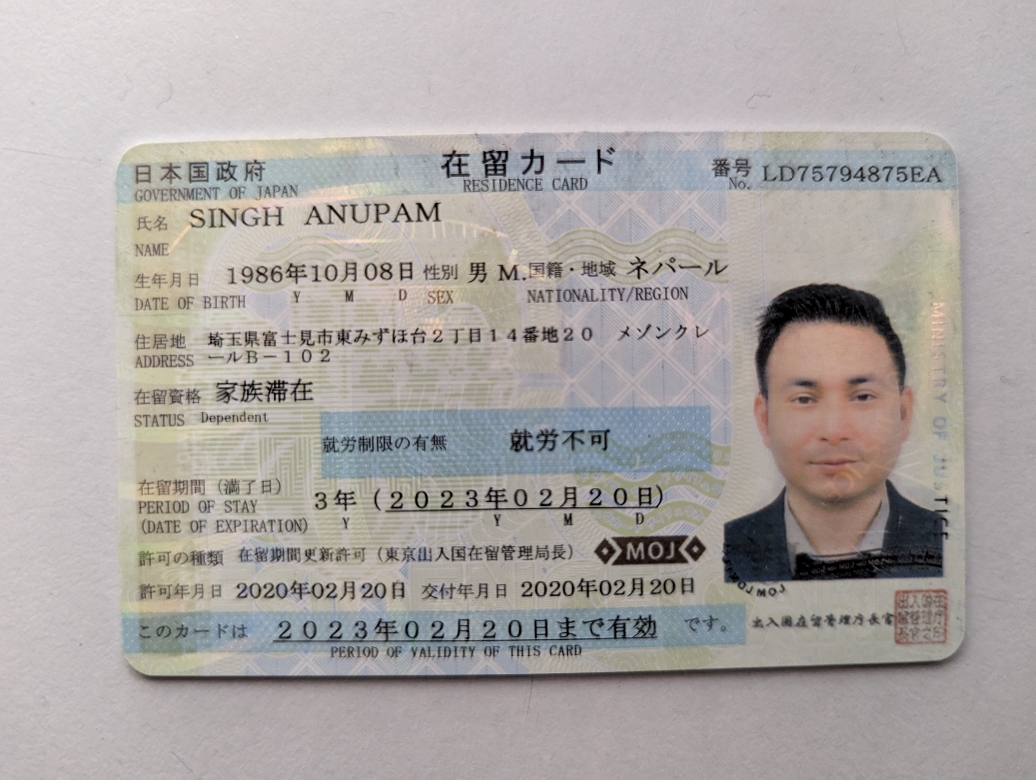 日本国政府 在留カード 番号 LD75794875EA
GOVERNMENT OF JAPAN RESIDENCE CARD No.
氏名 SINGH ANUPAM
NAME
生年月日 1986年10月08日 性別 男 M. 国籍・地域 ネパール
DATE OF BIRTH Y M D SEX NATIONALITY/REGION
住居地 埼玉県富士見市東みずほ台2丁目14番地20 メゾンクレ
ADDRESS ールB-102
在留資格 家族滞在
STATUS Dependent
就労制限の有無 就労不可
在留期間(満了日) 3年(2023年02月20日)
PERIOD OF STAY
(DATE OF EXPIRATION) Y Y M D
許可の種類 在留期間更新許可(東京出入国在留管理局長) MOJ
許可年月日 2020年02月20日 交付年月日 2020年02月20日
このカードは 2023年02月20日まで有効 です。
PERIOD OF VALIDITY OF THIS CARD
MINISTRY OF JUSTICE
MOJ MOJ
出入国在留管理庁長官